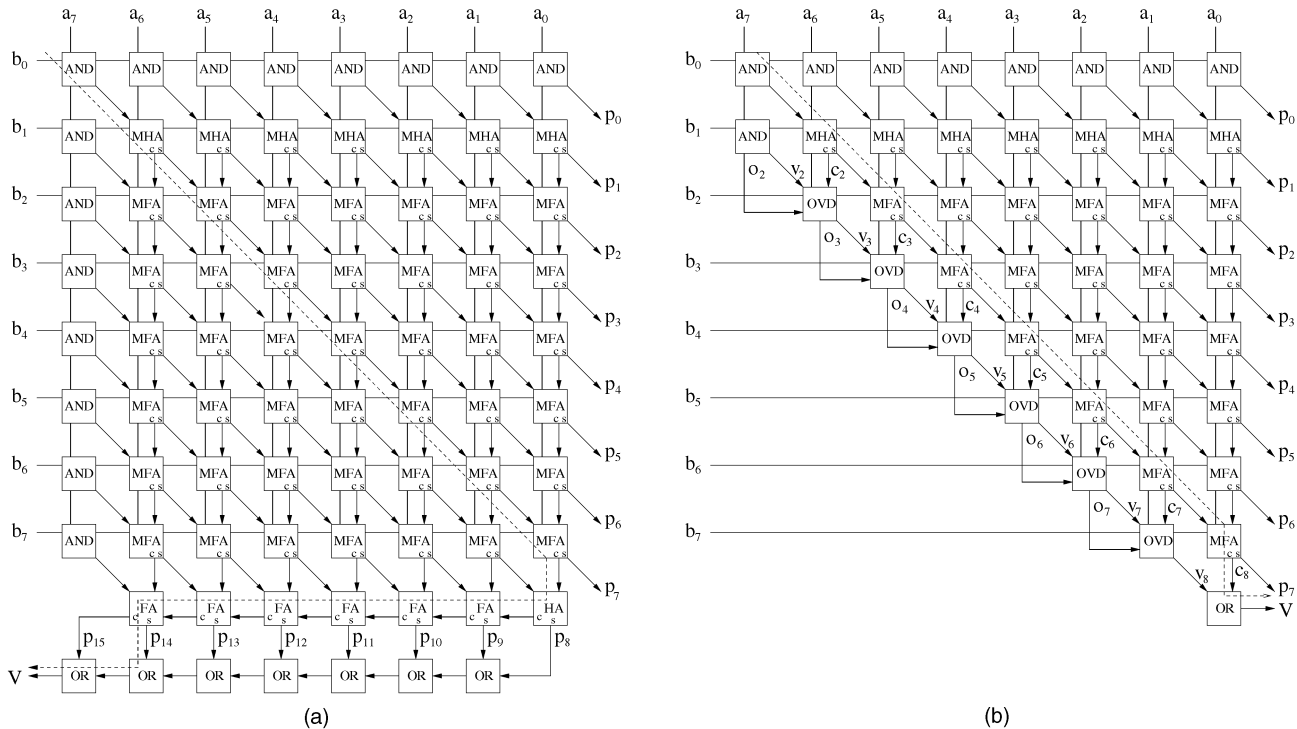 a7 a6 a5 a4 a3 a2 a1 a0
b0 AND AND AND AND AND AND AND AND
p0
b1 AND MHA c s MHA c s MHA c s MHA c s MHA c s MHA c s MHA c s
p1
b2 AND MFA c s MFA c s MFA c s MFA c s MFA c s MFA c s MFA c s
p2
b3 AND MFA c s MFA c s MFA c s MFA c s MFA c s MFA c s MFA c s
p3
b4 AND MFA c s MFA c s MFA c s MFA c s MFA c s MFA c s MFA c s
p4
b5 AND MFA c s MFA c s MFA c s MFA c s MFA c s MFA c s MFA c s
p5
b6 AND MFA c s MFA c s MFA c s MFA c s MFA c s MFA c s MFA c s
p6
b7 AND MFA c s MFA c s MFA c s MFA c s MFA c s MFA c s MFA c s
p7
FA c s FA c s FA c s FA c s FA c s FA c s HA c s
p15 p14 p13 p12 p11 p10 p9 p8
V OR OR OR OR OR OR OR
(a)
a7 a6 a5 a4 a3 a2 a1 a0
b0 AND AND AND AND AND AND AND AND
p0
b1 AND MHA c s MHA c s MHA c s MHA c s MHA c s MHA c s MHA c s
o2 v2 c2 p1
b2 OVD MFA c s MFA c s MFA c s MFA c s MFA c s MFA c s
o3 v3 c3 p2
b3 OVD MFA c s MFA c s MFA c s MFA c s MFA c s
o4 v4 c4 p3
b4 OVD MFA c s MFA c s MFA c s MFA c s
o5 v5 c5 p4
b5 OVD MFA c s MFA c s MFA c s
o6 v6 c6 p5
b6 OVD MFA c s MFA c s
o7 v7 c7 p6
b7 OVD MFA c s
v8 c8 p7
OR V
(b)